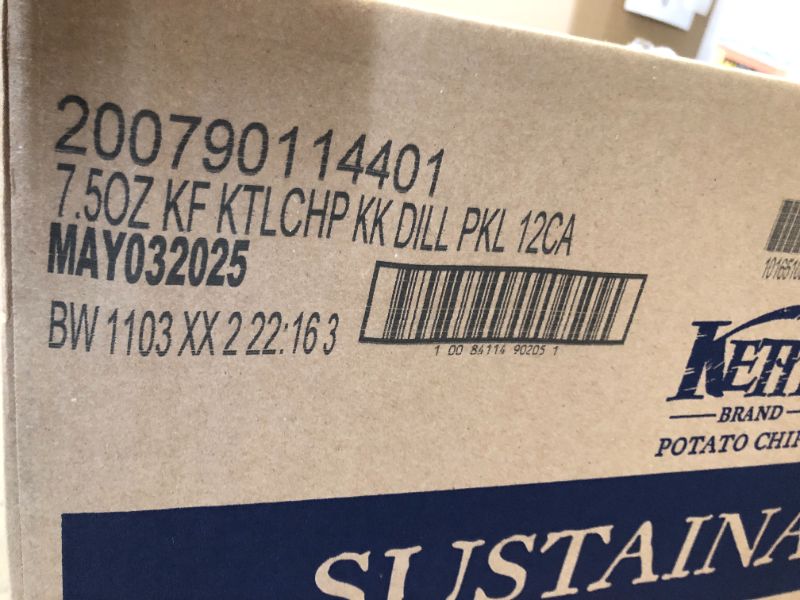 200790114401
7.5OZ KF KTLCHP KK DILL PKL 12CA
MAY032025
BW 1103 XX 2 22:16 3
1 00 84114 90205 1
BRAND
POTATO CHIP